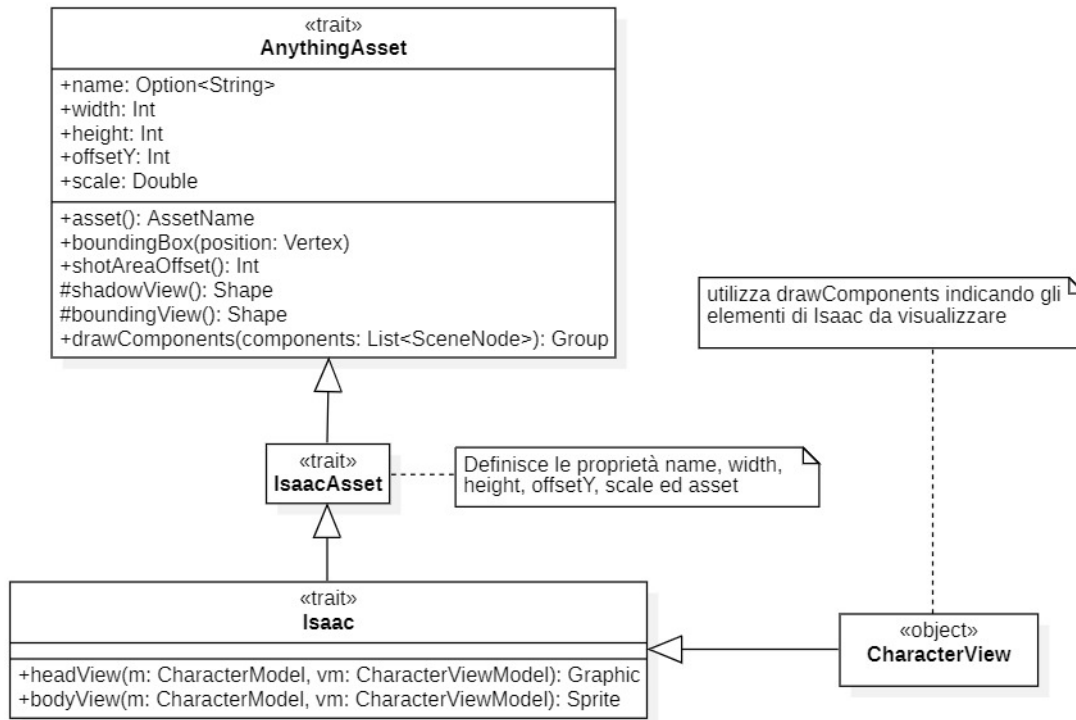 «trait»
AnythingAsset
+name: Option<String>
+width: Int
+height: Int
+offsetY: Int
+scale: Double
+asset(): AssetName
+boundingBox(position: Vertex)
+shotAreaOffset(): Int
#shadowView(): Shape
#boundingView(): Shape
+drawComponents(components: List<SceneNode>): Group
utilizza drawComponents indicando gli
elementi di Isaac da visualizzare
«trait»
IsaacAsset
Definisce le proprietà name, width,
height, offsetY, scale ed asset
«trait»
Isaac
+headView(m: CharacterModel, vm: CharacterViewModel): Graphic
+bodyView(m: CharacterModel, vm: CharacterViewModel): Sprite
«object»
CharacterView